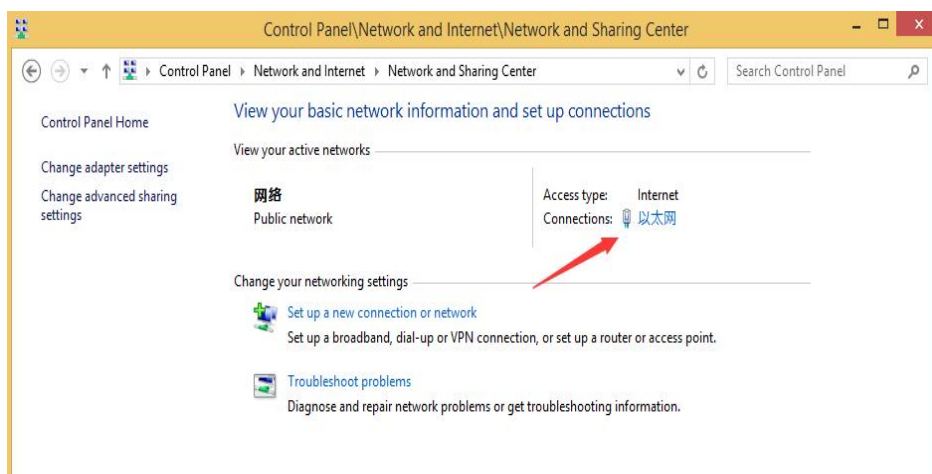 Control Panel\Network and Internet\Network and Sharing Center
Control Panel Network and Internet Network and Sharing Center Search Control Panel
Control Panel Home
Change adapter settings
Change advanced sharing
settings
View your basic network information and set up connections
View your active networks
网络
Public network
Access type: Internet
Connections: 以太网
Change your networking settings
Set up a new connection or network
Set up a broadband, dial-up or VPN connection, or set up a router or access point.
Troubleshoot problems
Diagnose and repair network problems or get troubleshooting information.